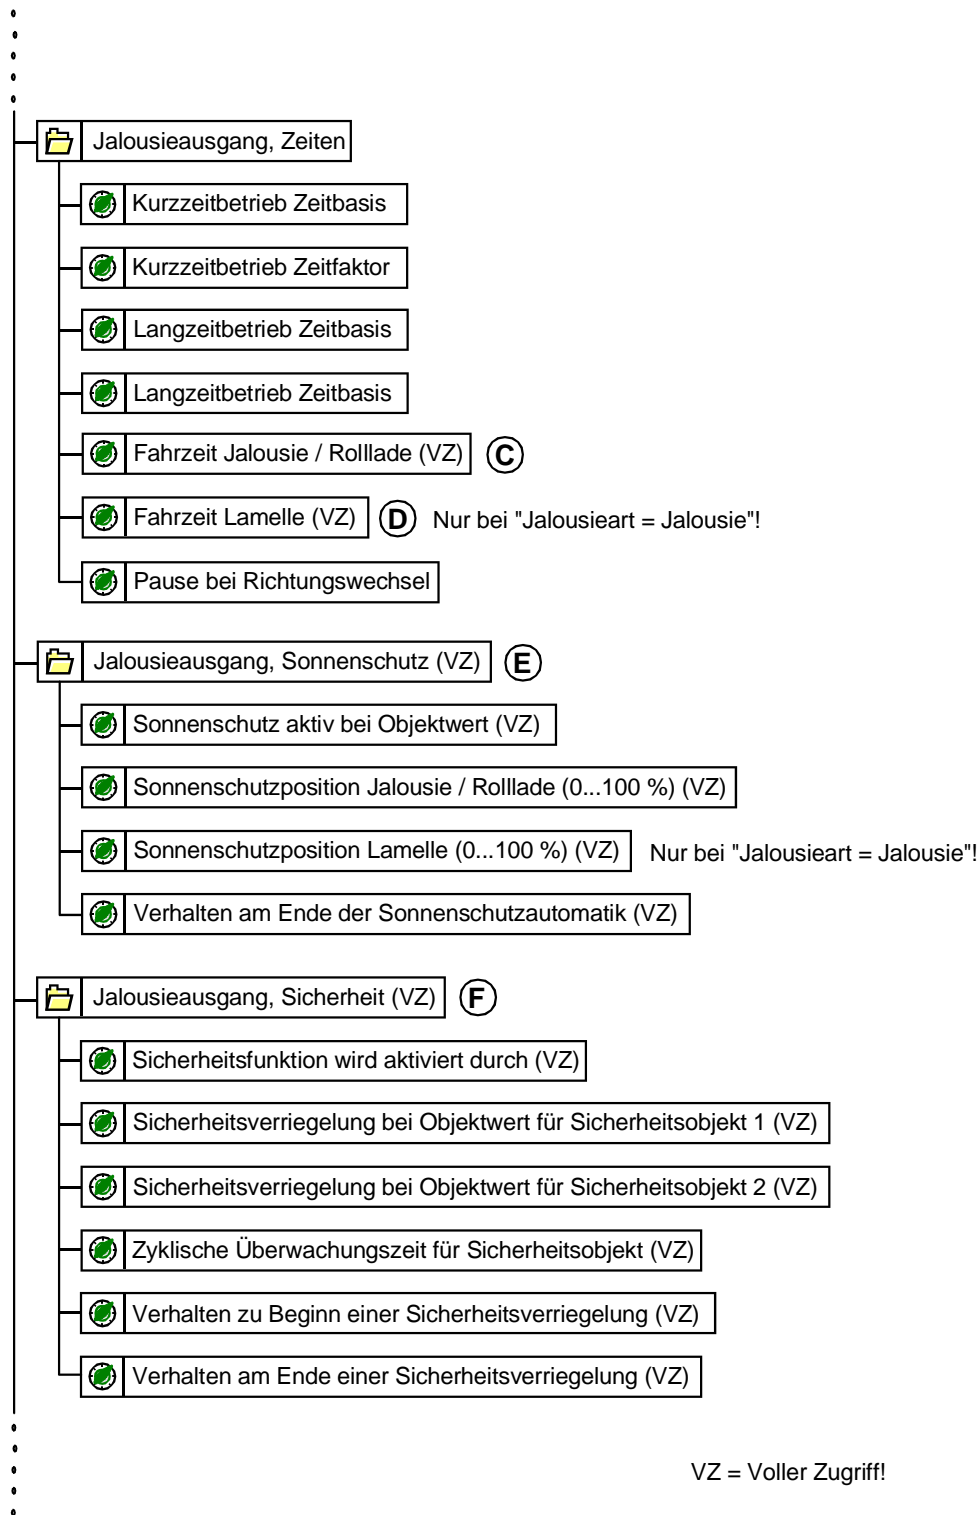 Jalousieausgang, Zeiten
Kurzzeitbetrieb Zeitbasis
Kurzzeitbetrieb Zeitfaktor
Langzeitbetrieb Zeitbasis
Langzeitbetrieb Zeitbasis
Fahrzeit Jalousie / Rolllade (VZ) C
Fahrzeit Lamelle (VZ) D Nur bei "Jalousieart = Jalousie"!
Pause bei Richtungswechsel
Jalousieausgang, Sonnenschutz (VZ) E
Sonnenschutz aktiv bei Objektwert (VZ)
Sonnenschutzposition Jalousie / Rolllade (0...100 %) (VZ)
Sonnenschutzposition Lamelle (0...100 %) (VZ) Nur bei "Jalousieart = Jalousie"!
Verhalten am Ende der Sonnenschutzautomatik (VZ)
Jalousieausgang, Sicherheit (VZ) F
Sicherheitsfunktion wird aktiviert durch (VZ)
Sicherheitsverriegelung bei Objektwert für Sicherheitsobjekt 1 (VZ)
Sicherheitsverriegelung bei Objektwert für Sicherheitsobjekt 2 (VZ)
Zyklische Überwachungszeit für Sicherheitsobjekt (VZ)
Verhalten zu Beginn einer Sicherheitsverriegelung (VZ)
Verhalten am Ende einer Sicherheitsverriegelung (VZ)
VZ = Voller Zugriff!